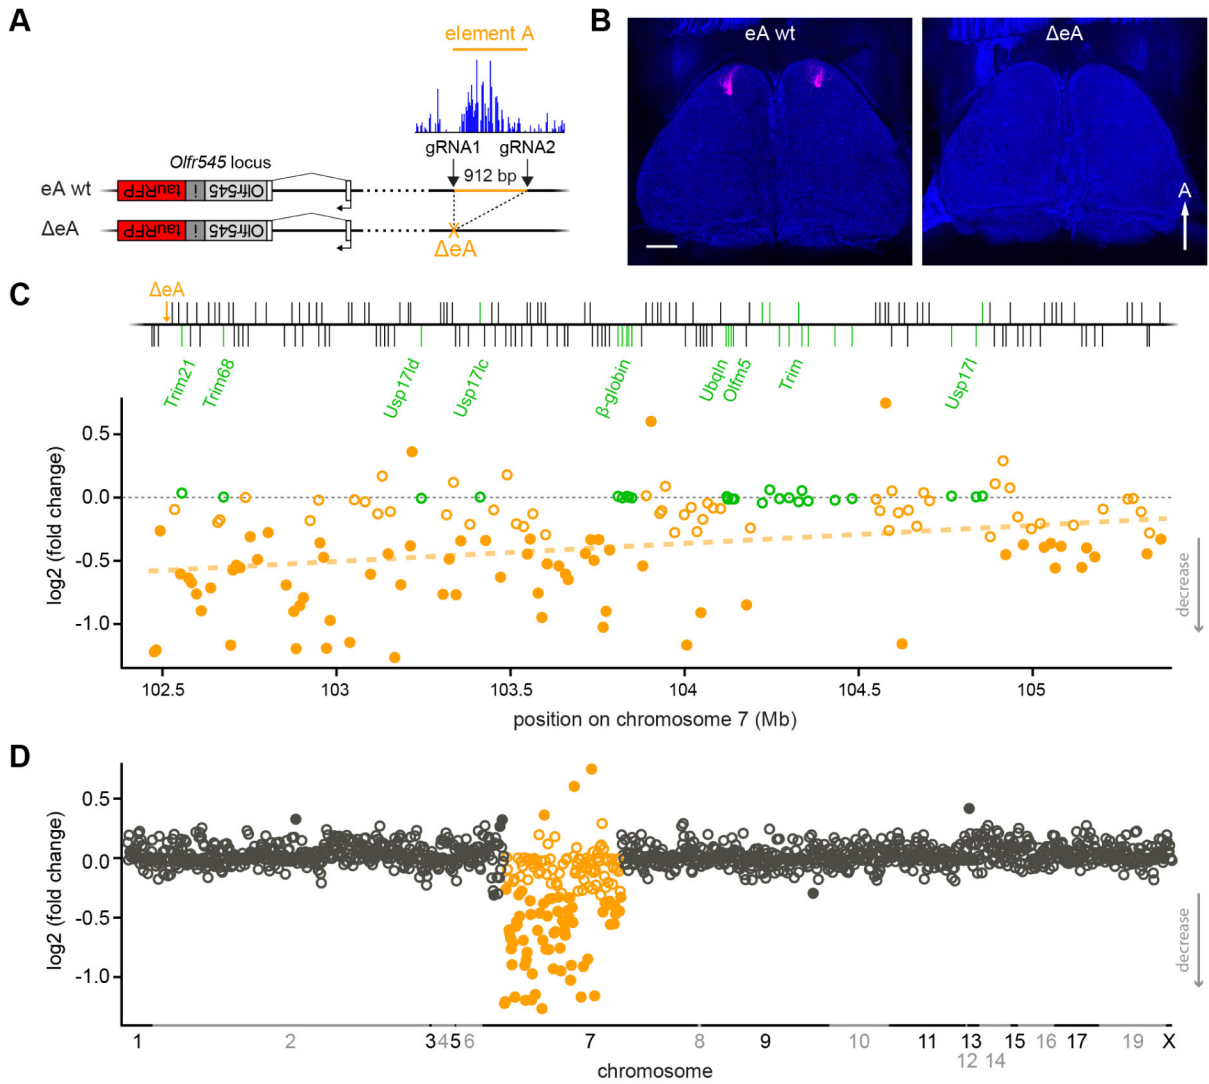 A
element A
gRNA1 gRNA2
Olfr545 locus
eA wt
tauRFP i Olfr545
912 bp
ΔeA
tauRFP i Olfr545
ΔeA
B
eA wt
ΔeA
A
C
ΔeA
Trim21
Trim68
Usp17ld
Usp17lc
β-globin
Ubqln
Olfm5
Trim
Usp17l
log2 (fold change)
0.5
0.0
-0.5
-1.0
decrease
102.5 103 103.5 104 104.5 105
position on chromosome 7 (Mb)
D
log2 (fold change)
0.5
0.0
-0.5
-1.0
decrease
1 2 3 4 5 6 7 8 9 10 11 13 15 16 17 19 X
12 14
chromosome